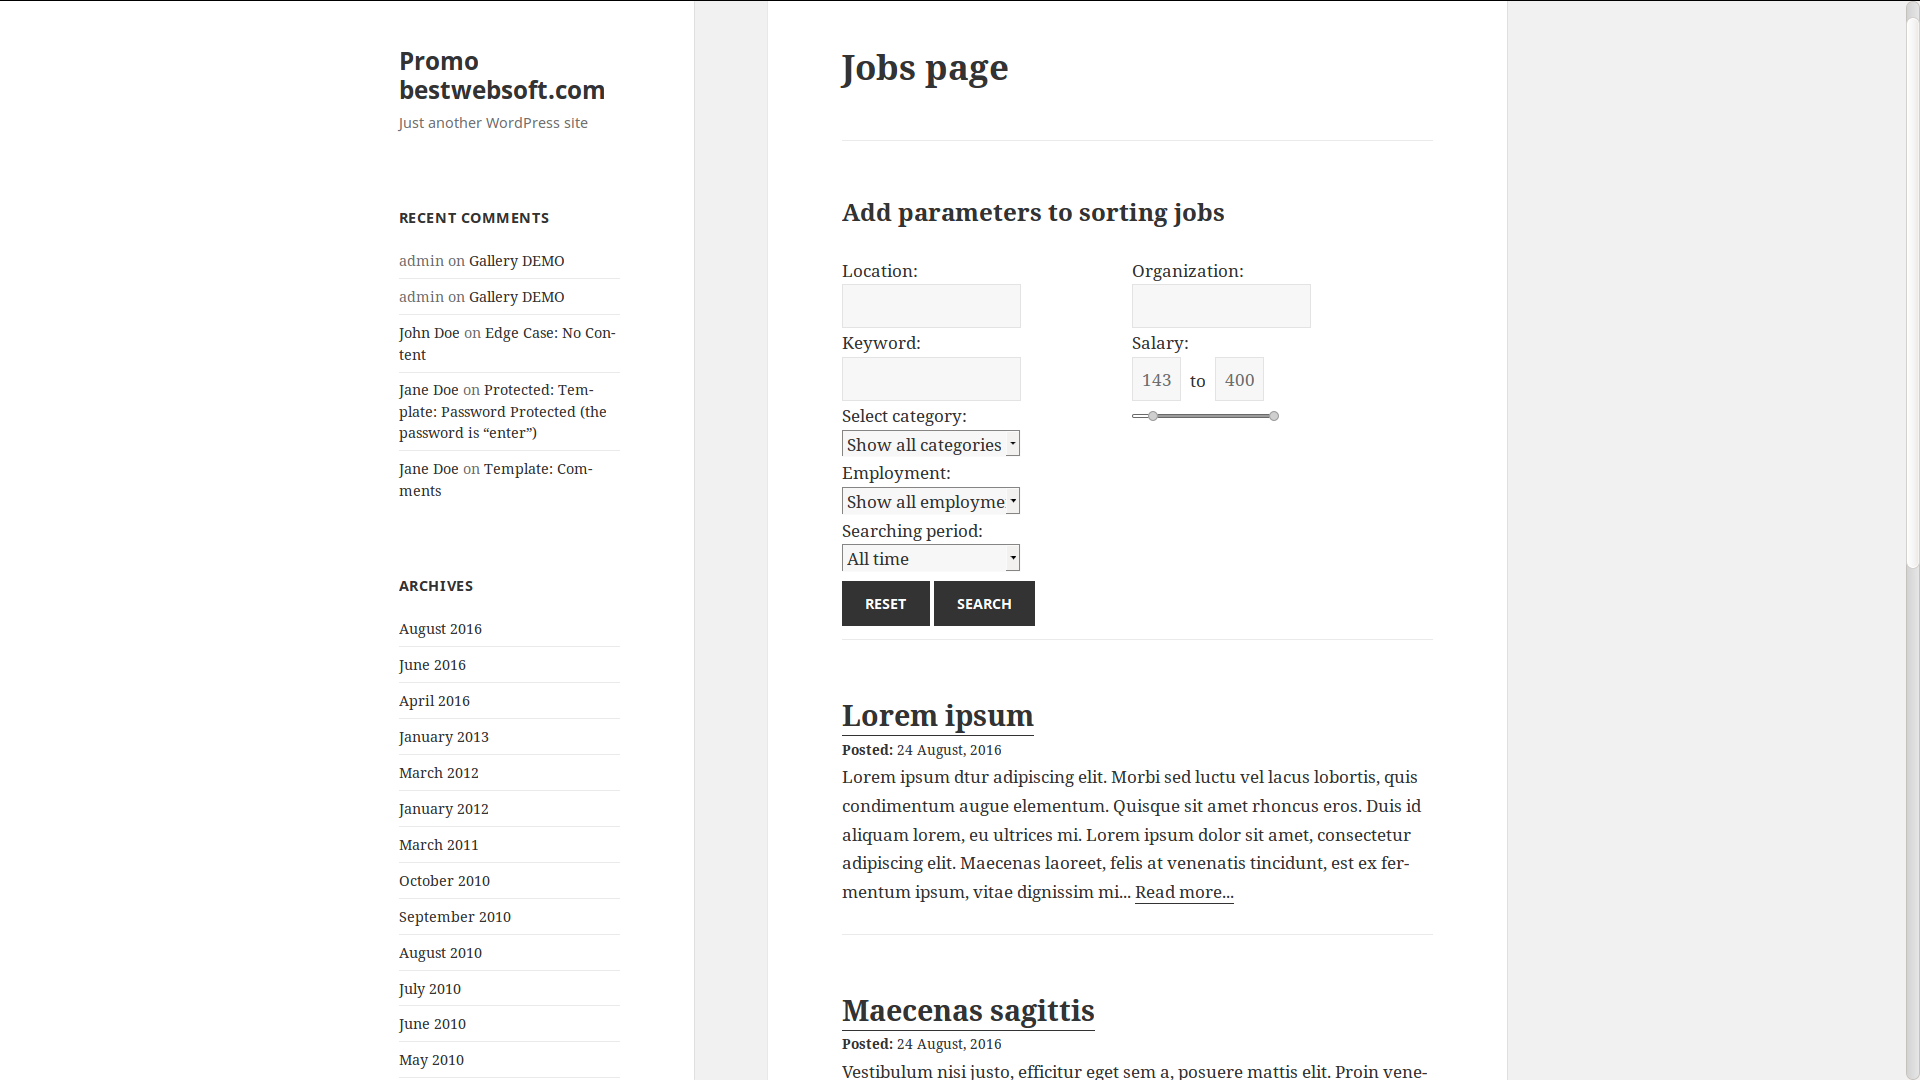 Promo
bestwebsoft.com
Just another WordPress site
RECENT COMMENTS
admin on Gallery DEMO
admin on Gallery DEMO
John Doe on Edge Case: No Con-
tent
Jane Doe on Protected: Tem-
plate: Password Protected (the
password is “enter”)
Jane Doe on Template: Com-
ments
ARCHIVES
August 2016
June 2016
April 2016
January 2013
March 2012
January 2012
March 2011
October 2010
September 2010
August 2010
July 2010
June 2010
May 2010
Jobs page
Add parameters to sorting jobs
Location:
Keyword:
Select category:
Show all categories
Employment:
Show all employme
Searching period:
All time
Organization:
Salary:
143 to 400
RESET SEARCH
Lorem ipsum
Posted: 24 August, 2016
Lorem ipsum dtur adipiscing elit. Morbi sed luctu vel lacus lobortis, quis
condimentum augue elementum. Quisque sit amet rhoncus eros. Duis id
aliquam lorem, eu ultrices mi. Lorem ipsum dolor sit amet, consectetur
adipiscing elit. Maecenas laoreet, felis at venenatis tincidunt, est ex fer-
mentum ipsum, vitae dignissim mi... Read more...
Maecenas sagittis
Posted: 24 August, 2016
Vestibulum nisi justo, efficitur eget sem a, posuere mattis elit. Proin vene-